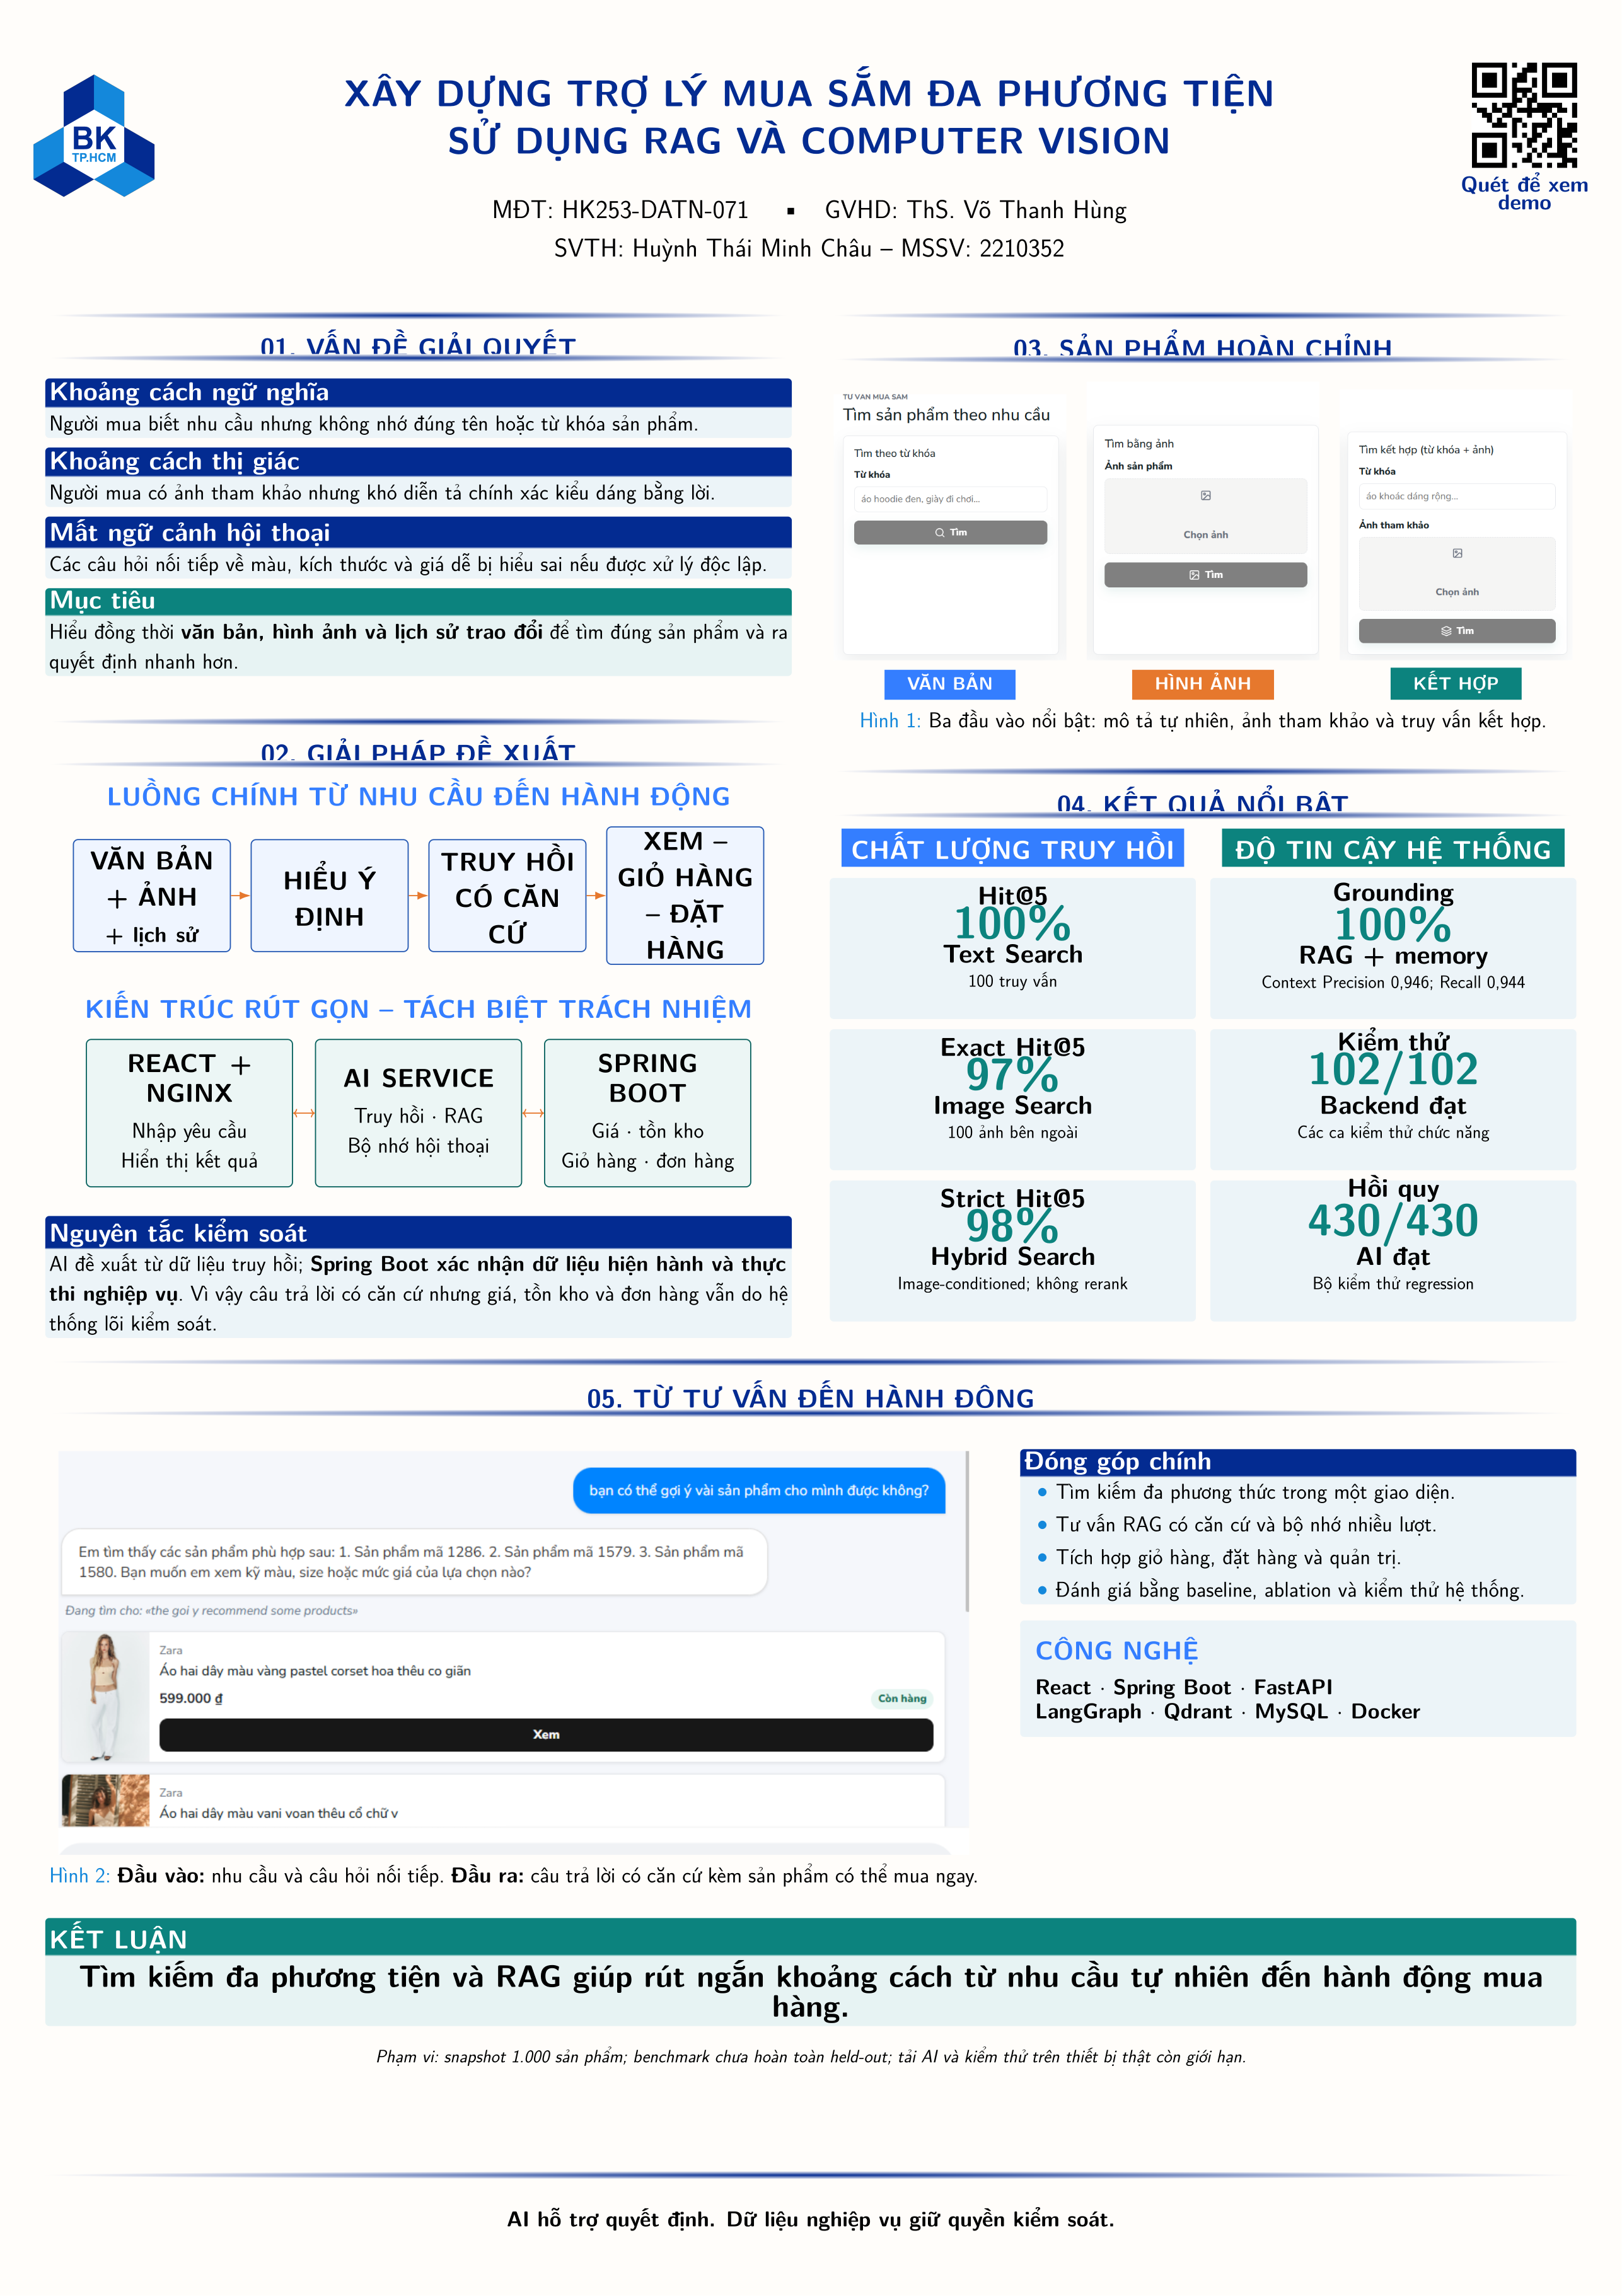 BK
TP.HCM
XÂY DỰNG TRỢ LÝ MUA SẮM ĐA PHƯƠNG TIỆN
SỬ DỤNG RAG VÀ COMPUTER VISION
MĐT: HK253-DATN-071 ▪ GVHD: ThS. Võ Thanh Hùng
SVTH: Huỳnh Thái Minh Châu – MSSV: 2210352
Quét để xem
demo
01. VẤN ĐỀ GIẢI QUYẾT
Khoảng cách ngữ nghĩa
Người mua biết nhu cầu nhưng không nhớ đúng tên hoặc từ khóa sản phẩm.
Khoảng cách thị giác
Người mua có ảnh tham khảo nhưng khó diễn tả chính xác kiểu dáng bằng lời.
Mất ngữ cảnh hội thoại
Các câu hỏi nối tiếp về màu, kích thước và giá dễ bị hiểu sai nếu được xử lý độc lập.
Mục tiêu
Hiểu đồng thời văn bản, hình ảnh và lịch sử trao đổi để tìm đúng sản phẩm và ra
quyết định nhanh hơn.
02. GIẢI PHÁP ĐỀ XUẤT
LUỒNG CHÍNH TỪ NHU CẦU ĐẾN HÀNH ĐỘNG
VĂN BẢN
+ ẢNH
+ lịch sử
HIỂU Ý
ĐỊNH
TRUY HỒI
CÓ CĂN
CỨ
XEM –
GIỎ HÀNG
– ĐẶT
HÀNG
KIẾN TRÚC RÚT GỌN – TÁCH BIỆT TRÁCH NHIỆM
REACT +
NGINX
Nhập yêu cầu
Hiển thị kết quả
AI SERVICE
Truy hồi · RAG
Bộ nhớ hội thoại
SPRING
BOOT
Giá · tồn kho
Giỏ hàng · đơn hàng
Nguyên tắc kiểm soát
AI đề xuất từ dữ liệu truy hồi; Spring Boot xác nhận dữ liệu hiện hành và thực
thi nghiệp vụ. Vì vậy câu trả lời có căn cứ nhưng giá, tồn kho và đơn hàng vẫn do hệ
thống lõi kiểm soát.
03. SẢN PHẨM HOÀN CHỈNH
TU VAN MUA SAM
Tìm sản phẩm theo nhu cầu
Tìm theo từ khóa
Từ khóa
áo hoodie đen, giày đi chơi...
Tìm
Tìm bằng ảnh
Ảnh sản phẩm
Chọn ảnh
Tìm
Tìm kết hợp (từ khóa + ảnh)
Từ khóa
áo khoác dáng rộng...
Ảnh tham khảo
Chọn ảnh
Tìm
VĂN BẢN
HÌNH ẢNH
KẾT HỢP
Hình 1: Ba đầu vào nổi bật: mô tả tự nhiên, ảnh tham khảo và truy vấn kết hợp.
04. KẾT QUẢ NỔI BẬT
CHẤT LƯỢNG TRUY HỒI
Hit@5
100%
Text Search
100 truy vấn
Exact Hit@5
97%
Image Search
100 ảnh bên ngoài
Strict Hit@5
98%
Hybrid Search
Image-conditioned; không rerank
ĐỘ TIN CẬY HỆ THỐNG
Grounding
100%
RAG + memory
Context Precision 0,946; Recall 0,944
Kiểm thử
102/102
Backend đạt
Các ca kiểm thử chức năng
Hồi quy
430/430
AI đạt
Bộ kiểm thử regression
05. TỪ TƯ VẤN ĐẾN HÀNH ĐỘNG
bạn có thể gợi ý vài sản phẩm cho mình được không?
Em tìm thấy các sản phẩm phù hợp sau: 1. Sản phẩm mã 1286. 2. Sản phẩm mã 1579. 3. Sản phẩm mã
1580. Bạn muốn em xem kỹ màu, size hoặc mức giá của lựa chọn nào?
Đang tìm cho: «the goi y recommend some products»
Zara
Áo hai dây màu vàng pastel corset hoa thêu co giãn
599.000 ₫
Còn hàng
Xem
Zara
Áo hai dây màu vani voan thêu cổ chữ v
Hình 2: Đầu vào: nhu cầu và câu hỏi nối tiếp. Đầu ra: câu trả lời có căn cứ kèm sản phẩm có thể mua ngay.
Đóng góp chính
• Tìm kiếm đa phương thức trong một giao diện.
• Tư vấn RAG có căn cứ và bộ nhớ nhiều lượt.
• Tích hợp giỏ hàng, đặt hàng và quản trị.
• Đánh giá bằng baseline, ablation và kiểm thử hệ thống.
CÔNG NGHỆ
React · Spring Boot · FastAPI
LangGraph · Qdrant · MySQL · Docker
KẾT LUẬN
Tìm kiếm đa phương tiện và RAG giúp rút ngắn khoảng cách từ nhu cầu tự nhiên đến hành động mua
hàng.
Phạm vi: snapshot 1.000 sản phẩm; benchmark chưa hoàn toàn held-out; tải AI và kiểm thử trên thiết bị thật còn giới hạn.
AI hỗ trợ quyết định. Dữ liệu nghiệp vụ giữ quyền kiểm soát.